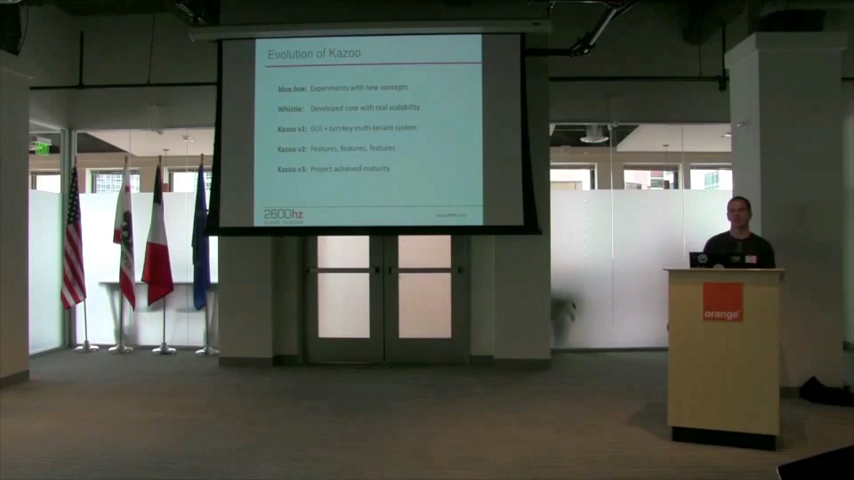 Evolution of Kazoo
blue.box: Experiments with new concepts
Whistle: Developed core with real scalability
Kazoo v1: GUI + turnkey multi-tenant system
Kazoo v2: Features, features, features
Kazoo v3: Project achieved maturity
2600hz
orange